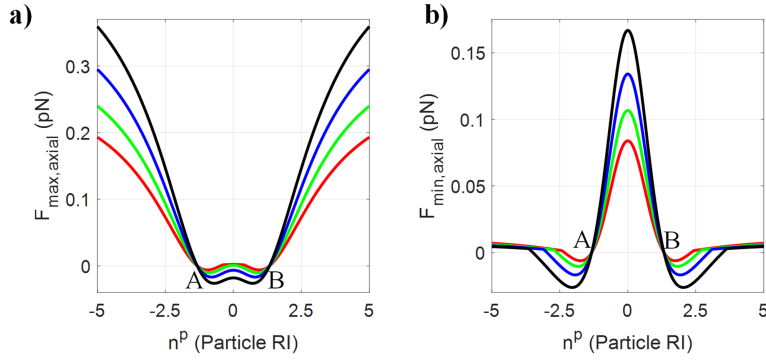 a)
F_max,axial (pN)
0.3
0.2
0.1
0
A
B
-5
-2.5
0
2.5
5
n^p (Particle RI)
b)
F_min,axial (pN)
0.15
0.1
0.05
0
A
B
-5
-2.5
0
2.5
5
n^p (Particle RI)